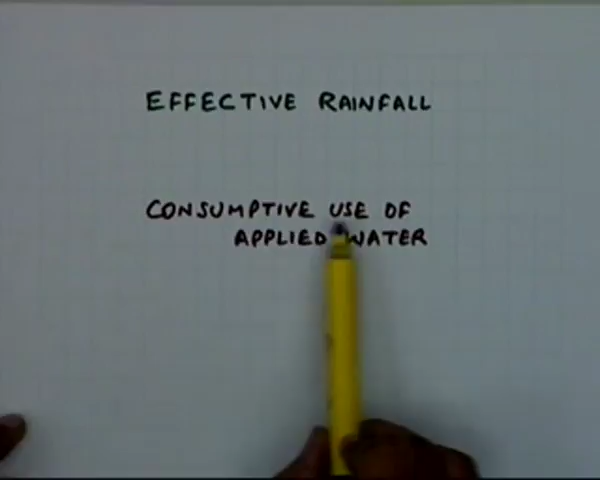 EFFECTIVE RAINFALL
CONSUMPTIVE USE OF
APPLIED WATER